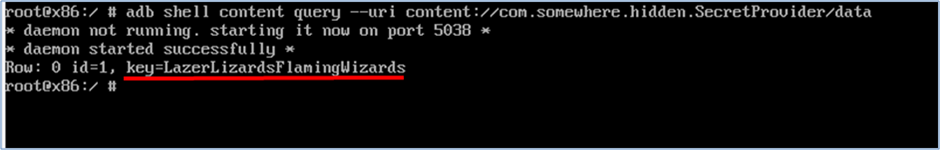 root@x86:/ # adb shell content query --uri content://com.somewhere.hidden.SecretProvider/data
* daemon not running. starting it now on port 5038 *
* daemon started successfully *
Row: 0 id=1, key=LazerLizardsFlamingWizards
root@x86:/ #